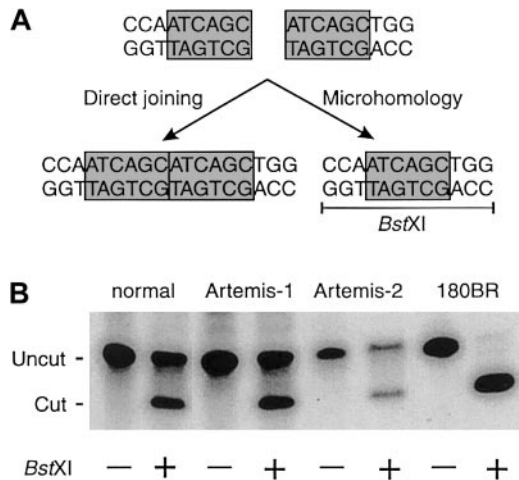 A
CCAATCAGC ATCAGCTGG
GGTTAGTCG TAGTCGACC
Direct joining Microhomology
CCAATCAGCATCAGCTGG CCAATCAGCTGG
GGTTAGTCGTAGTCGACC GGTTAGTCGACC
BstXI
B
normal Artemis-1 Artemis-2 180BR
Uncut -
Cut -
BstXI — + — + — + — +